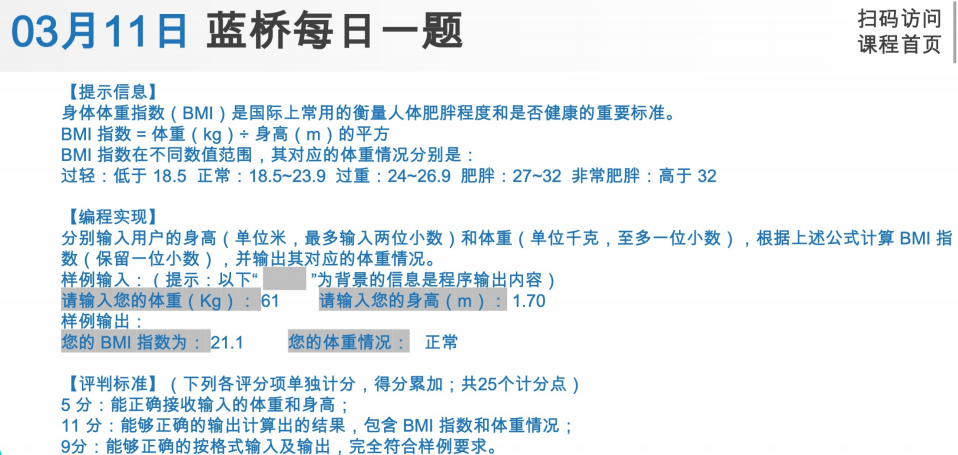 03月11日 蓝桥每日一题
扫码访问
课程首页
【提示信息】
身体体重指数（BMI）是国际上常用的衡量人体肥胖程度和是否健康的重要标准。
BMI 指数 = 体重（kg）÷ 身高（m）的平方
BMI 指数在不同数值范围，其对应的体重情况分别是：
过轻：低于 18.5 正常：18.5~23.9 过重：24~26.9 肥胖：27~32 非常肥胖：高于 32
【编程实现】
分别输入用户的身高（单位米，最多输入两位小数）和体重（单位千克，至多一位小数），根据上述公式计算 BMI 指
数（保留一位小数），并输出其对应的体重情况。
样例输入：（提示：以下“ ”为背景的信息是程序输出内容）
请输入您的体重（Kg）：61 请输入您的身高（m）：1.70
样例输出：
您的 BMI 指数为：21.1 您的体重情况： 正常
【评判标准】（下列各评分项单独计分，得分累加；共25个计分点）
5 分：能正确接收输入的体重和身高；
11 分：能够正确的输出计算出的结果，包含 BMI 指数和体重情况；
9分：能够正确的按格式输入及输出，完全符合样例要求。